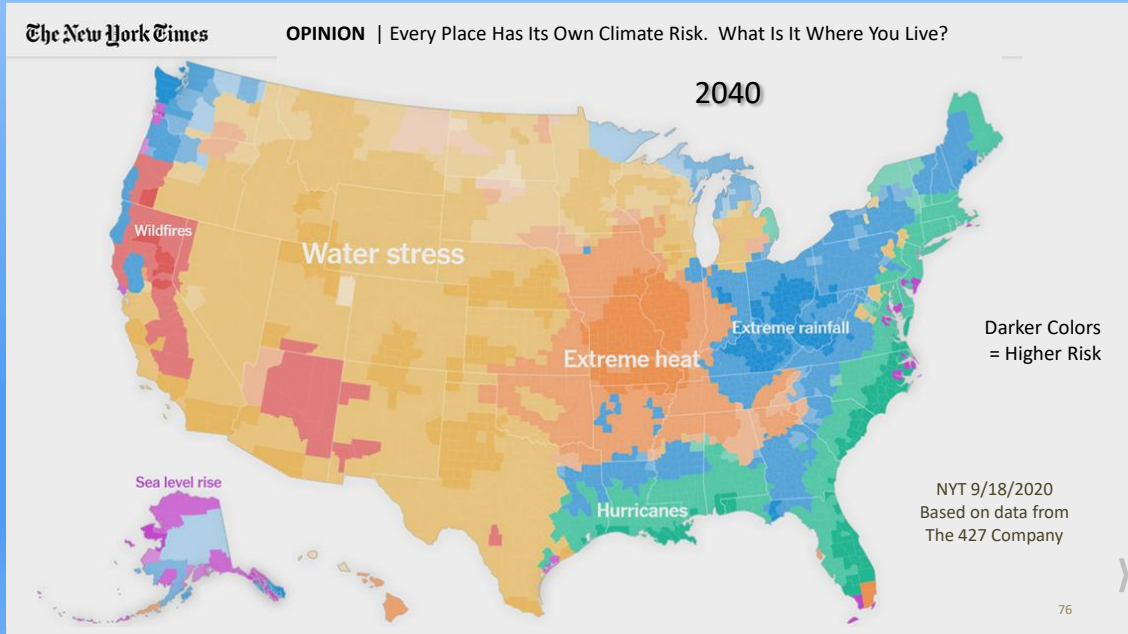 The New York Times
OPINION | Every Place Has Its Own Climate Risk. What Is It Where You Live?
2040
Wildfires
Water stress
Extreme rainfall
Darker Colors
= Higher Risk
Extreme heat
Sea level rise
Hurricanes
NYT 9/18/2020
Based on data from
The 427 Company
76